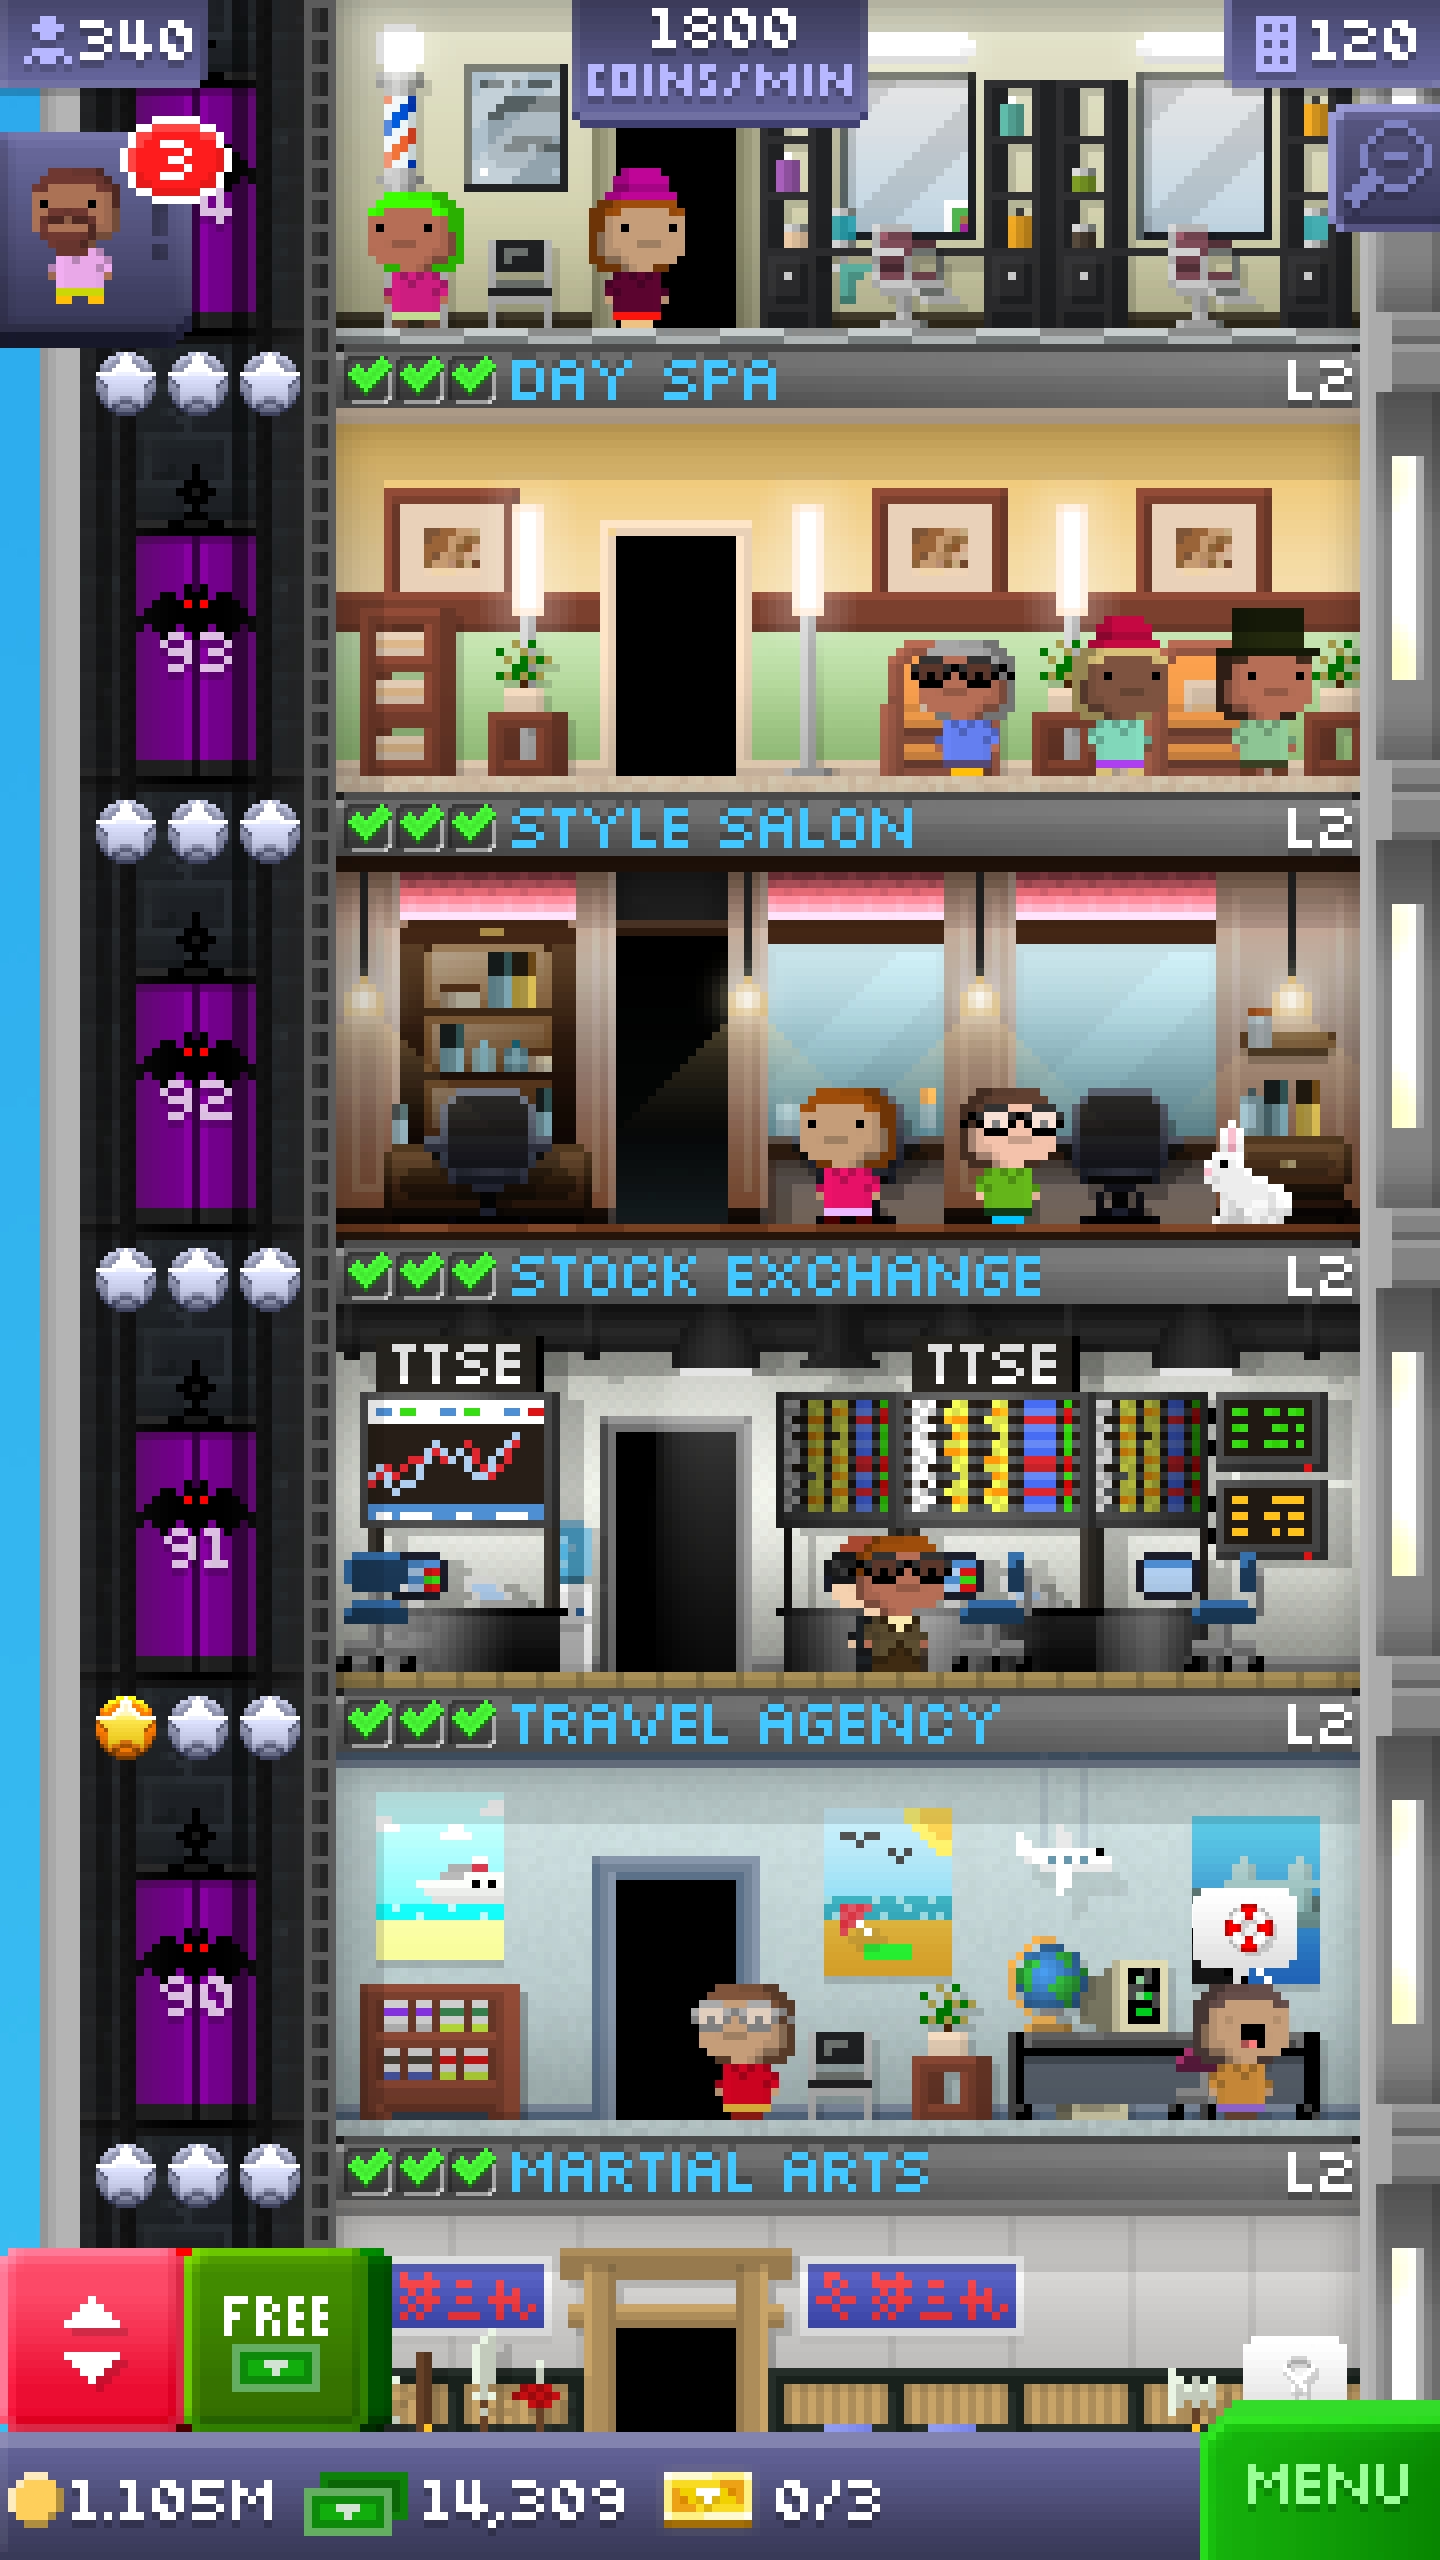 340
1800
COINS/MIN
120
3
4
DAY SPA
L2
93
STYLE SALON
L2
92
STOCK EXCHANGE
L2
TTSE
TTSE
91
TRAVEL AGENCY
L2
90
MARTIAL ARTS
L2
FREE
1.105M
14,309
0/3
MENU